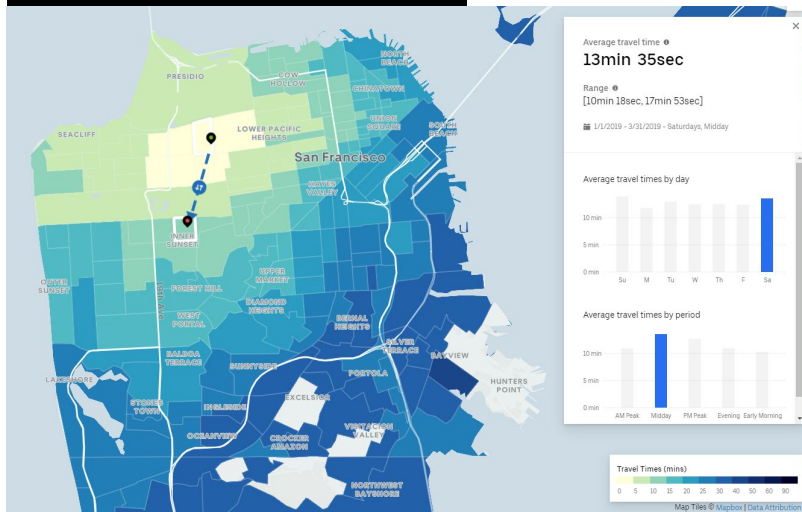 NORTH
BEACH
PRESIDIO
COW
HOLLOW
CHINATOWN
UNION
SQUARE
SOUTH
BEACH
SEACLIFF
LOWER PACIFIC
HEIGHTS
San Francisco
HAYES
VALLEY
INNER
SUNSET
OUTER
SUNSET
19th Ave
FOREST HILL
UPPER
MARKET
WEST
PORTAL
DIAMOND
HEIGHTS
BERNAL
HEIGHTS
BALBOA
TERRACE
SILVER
TERRACE
BAYVIEW
SUNNYSIDE
PORTOLA
LAKESHORE
HUNTERS
POINT
STONES
TOWN
INGLESIDE
EXCELSIOR
OCEANVIEW
CROCKER
AMAZON
VISITACION
VALLEY
NORTHWEST
BAYSHORE
Average travel time
13min 35sec
Range
[10min 18sec, 17min 53sec]
1/1/2019 - 3/31/2019 - Saturdays, Midday
Average travel times by day
10 min
5 min
0 min
Su M Tu W Th F Sa
Average travel times by period
10 min
5 min
0 min
AM Peak Midday PM Peak Evening Early Morning
Travel Times (mins)
0 5 10 15 20 25 30 40 50 60 80
Map Tiles © Mapbox | Data Attribution